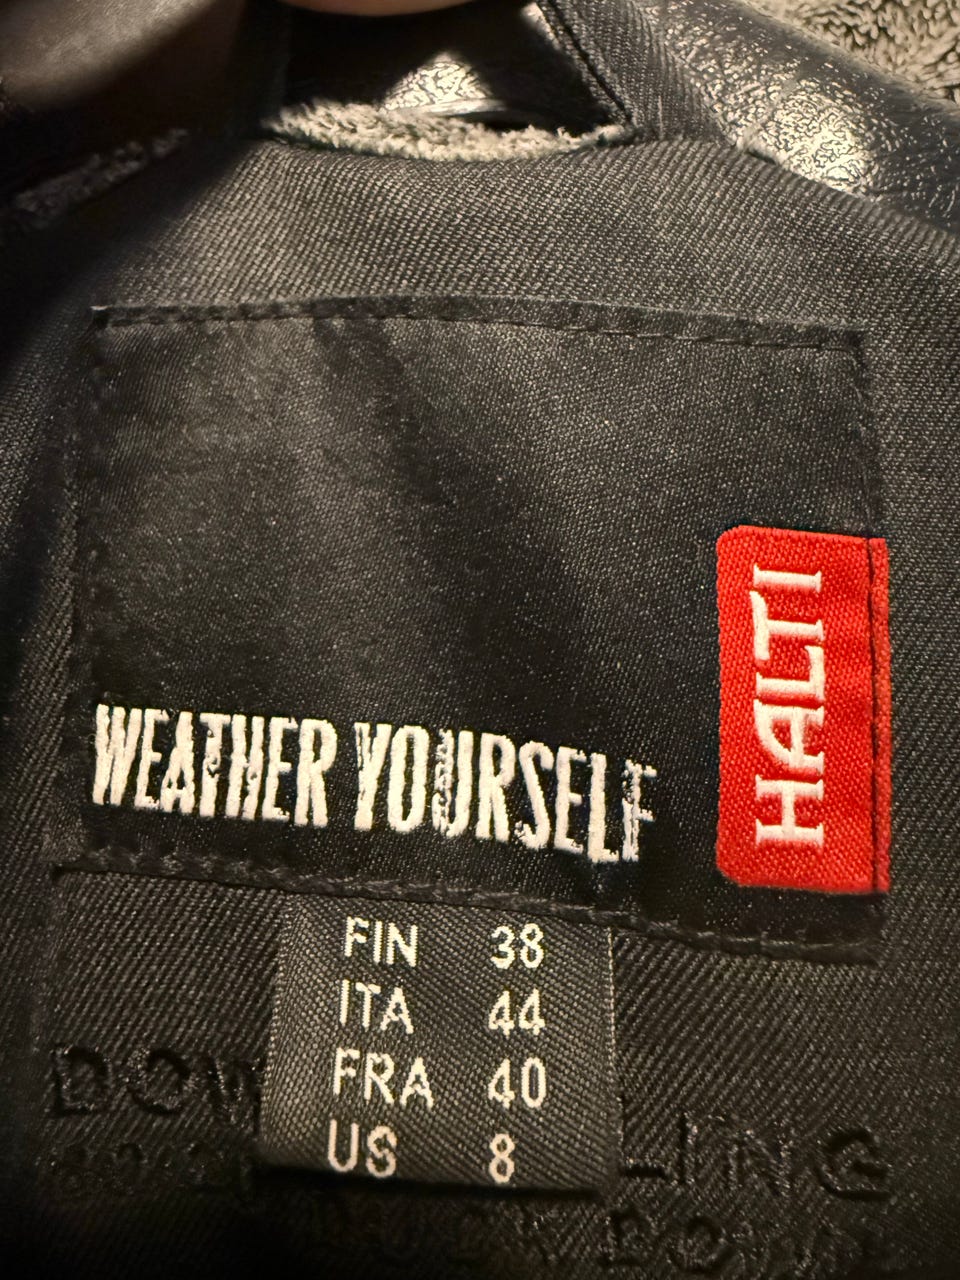 HALTI
WEATHER YOURSELF
FIN 38
ITA 44
FRA 40
US 8